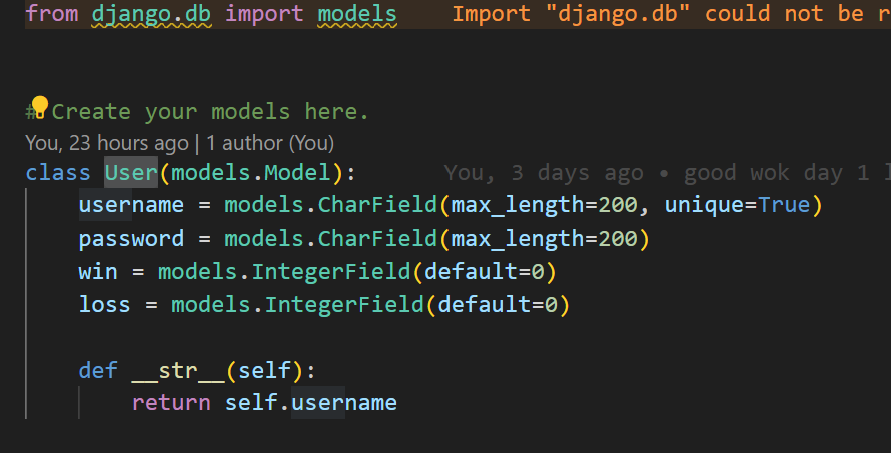 from django.db import models Import "django.db" could not be
# Create your models here.
You, 23 hours ago | 1 author (You)
class User(models.Model): You, 3 days ago • good wok day 1
username = models.CharField(max_length=200, unique=True)
password = models.CharField(max_length=200)
win = models.IntegerField(default=0)
loss = models.IntegerField(default=0)
def __str__(self):
return self.username